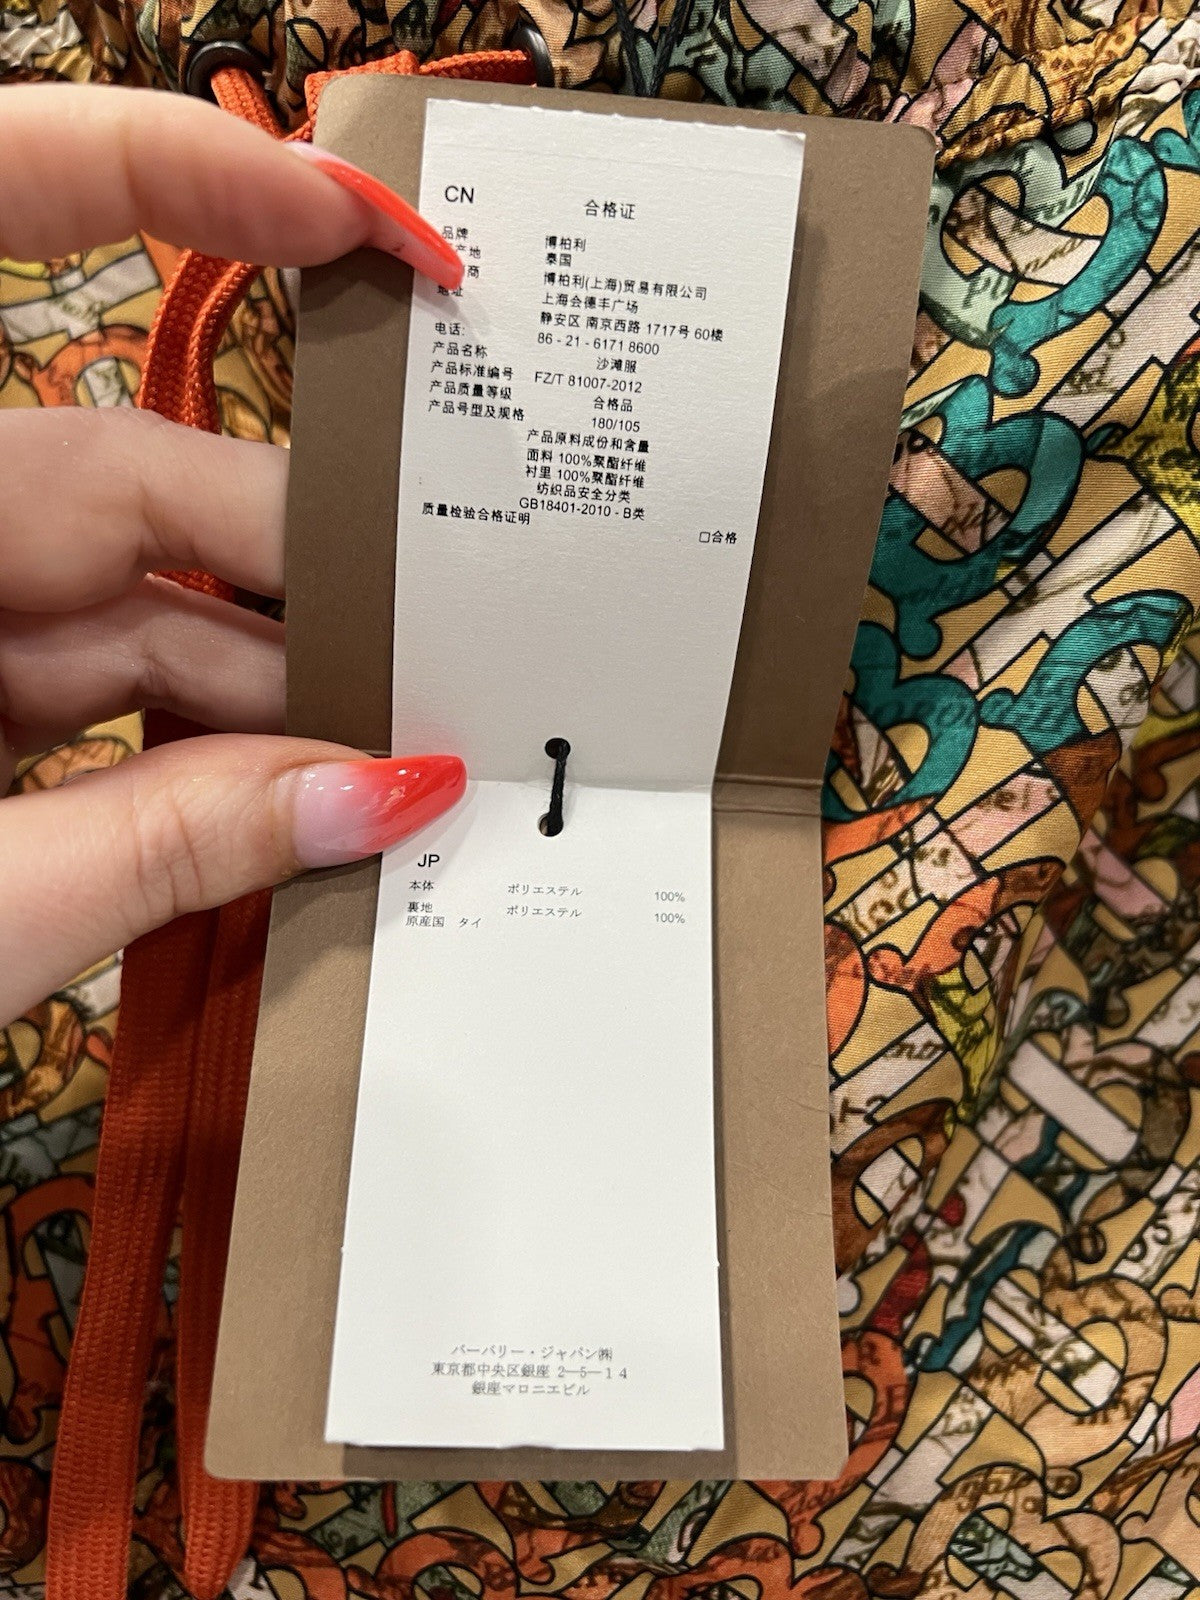 CN
合格证
品牌 博柏利
产地 泰国
商 博柏利(上海)贸易有限公司
地址 上海会德丰广场
静安区 南京西路 1717号 60楼
电话: 86 - 21 - 6171 8600
产品名称 沙滩服
产品标准编号 FZ/T 81007-2012
产品质量等级 合格品
产品号型及规格 180/105
产品原料成份和含量
面料 100%聚酯纤维
衬里 100%聚酯纤维
纺织品安全分类
GB18401-2010 - B类
质量检验合格证明
□合格
JP
本体 ポリエステル 100%
裏地 ポリエステル 100%
原産国 タイ
バーバリー・ジャパン㈱
東京都中央区銀座 2―5―14
銀座マロニエビル